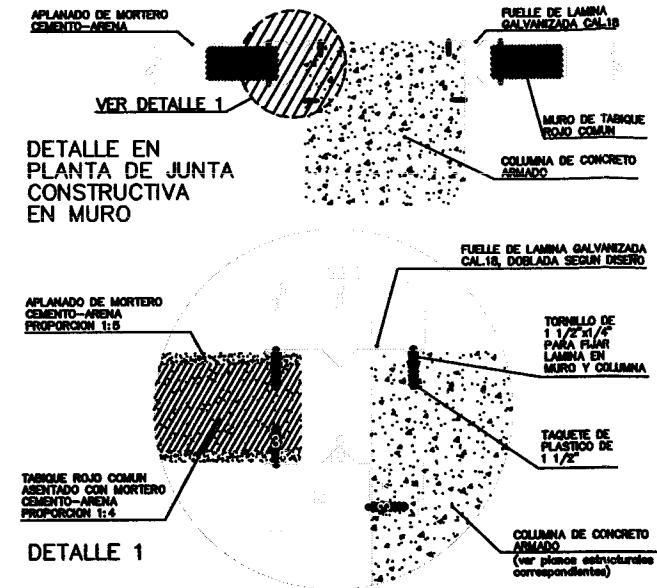 APLANADO DE MORTERO
CEMENTO-ARENA
FUELLE DE LAMINA
GALVANIZADA CAL.18
VER DETALLE 1
MURO DE TABIQUE
ROJO COMUN
DETALLE EN
PLANTA DE JUNTA
CONSTRUCTIVA
EN MURO
COLUMNA DE CONCRETO
ARMADO
FUELLE DE LAMINA GALVANIZADA
CAL.18, DOBLADA SEGUN DISEÑO
APLANADO DE MORTERO
CEMENTO-ARENA
PROPORCION 1:5
TORNILLO DE
1 1/2"x1/4"
PARA FIJAR
LAMINA EN
MURO Y COLUMNA
TAQUETE DE
PLASTICO DE
1 1/2"
TABIQUE ROJO COMUN
ASENTADO CON MORTERO
CEMENTO-ARENA
PROPORCION 1:4
COLUMNA DE CONCRETO
ARMADO
(ver planos estructurales
correspondientes)
DETALLE 1